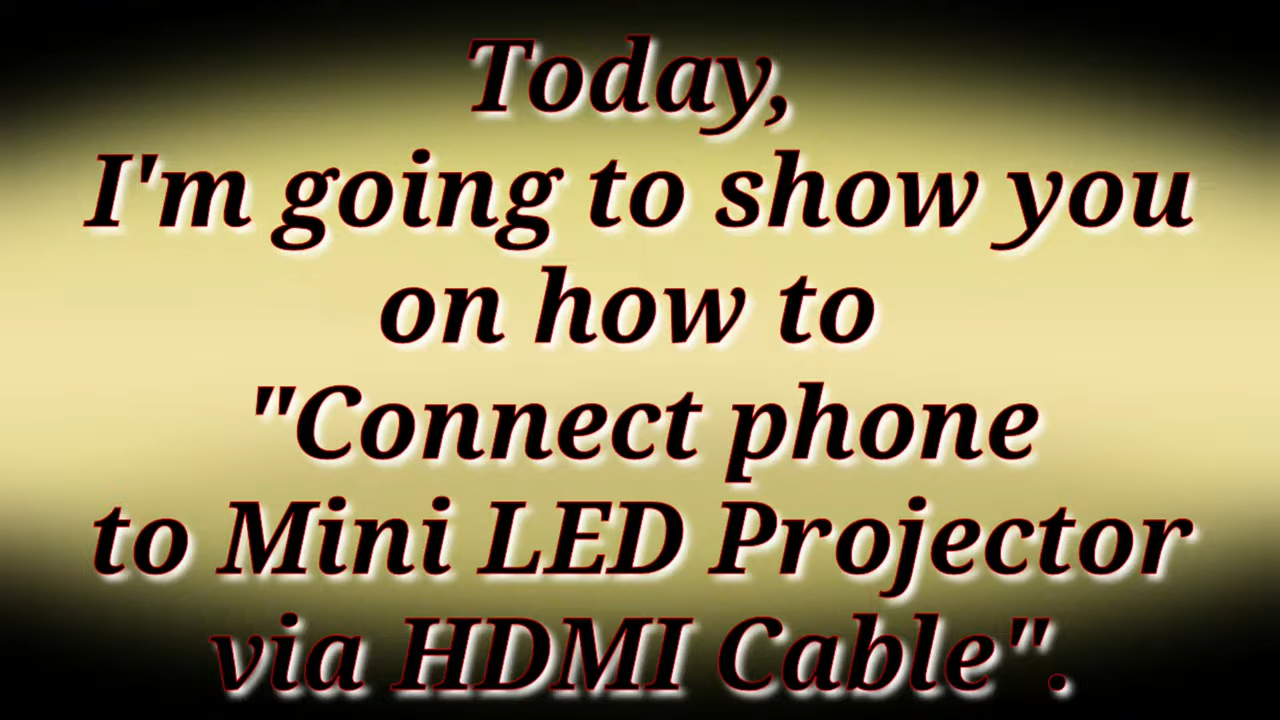 Today,
I'm going to show you
on how to
"Connect phone
to Mini LED Projector
via HDMI Cable".